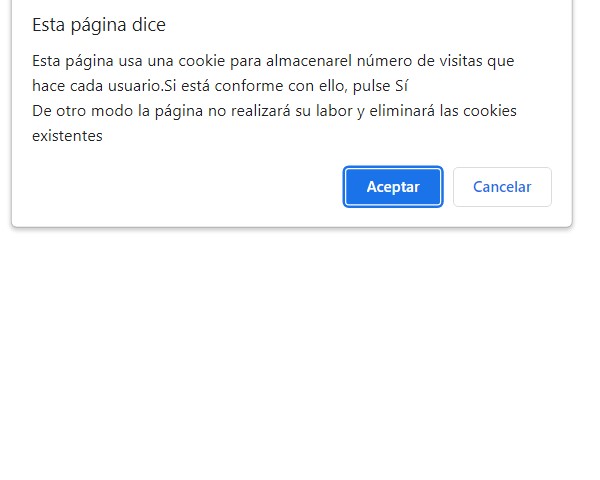 Esta página dice
Esta página usa una cookie para almacenarel número de visitas que
hace cada usuario.Si está conforme con ello, pulse Sí
De otro modo la página no realizará su labor y eliminará las cookies
existentes
Aceptar
Cancelar